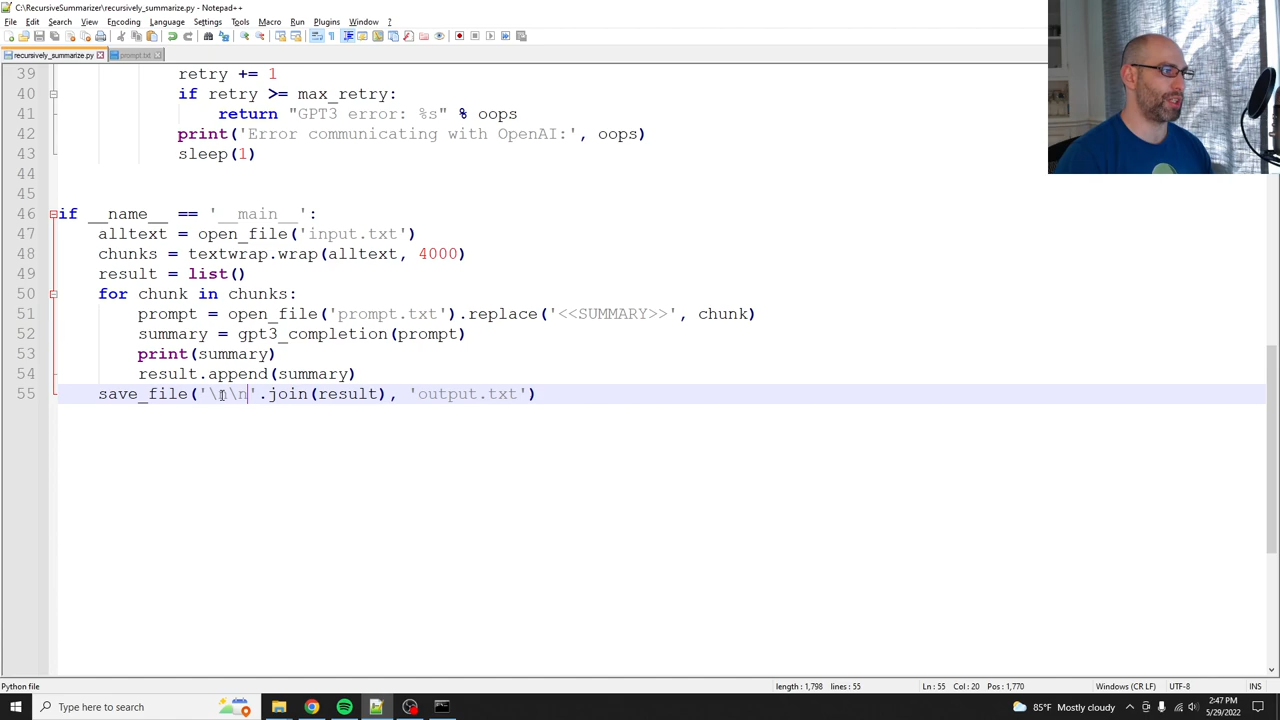 C:\RecursiveSummarizer\recursively_summarize.py - Notepad++
File Edit Search View Encoding Language Settings Tools Macro Run Plugins Window ?
recursively_summarize.py prompt.txt
39 retry += 1
40 if retry >= max_retry:
41 return "GPT3 error: %s" % oops
42 print('Error communicating with OpenAI:', oops)
43 sleep(1)
44
45
46 if __name__ == '__main__':
47 alltext = open_file('input.txt')
48 chunks = textwrap.wrap(alltext, 4000)
49 result = list()
50 for chunk in chunks:
51 prompt = open_file('prompt.txt').replace('<<SUMMARY>>', chunk)
52 summary = gpt3_completion(prompt)
53 print(summary)
54 result.append(summary)
55 save_file('\n\n'.join(result), 'output.txt')
Python file length : 1,798 lines : 55 Ln : 55 Col : 20 Pos : 1,770 Windows (CR LF) UTF-8 INS
Type here to search 85°F Mostly cloudy 2:47 PM
5/29/2022